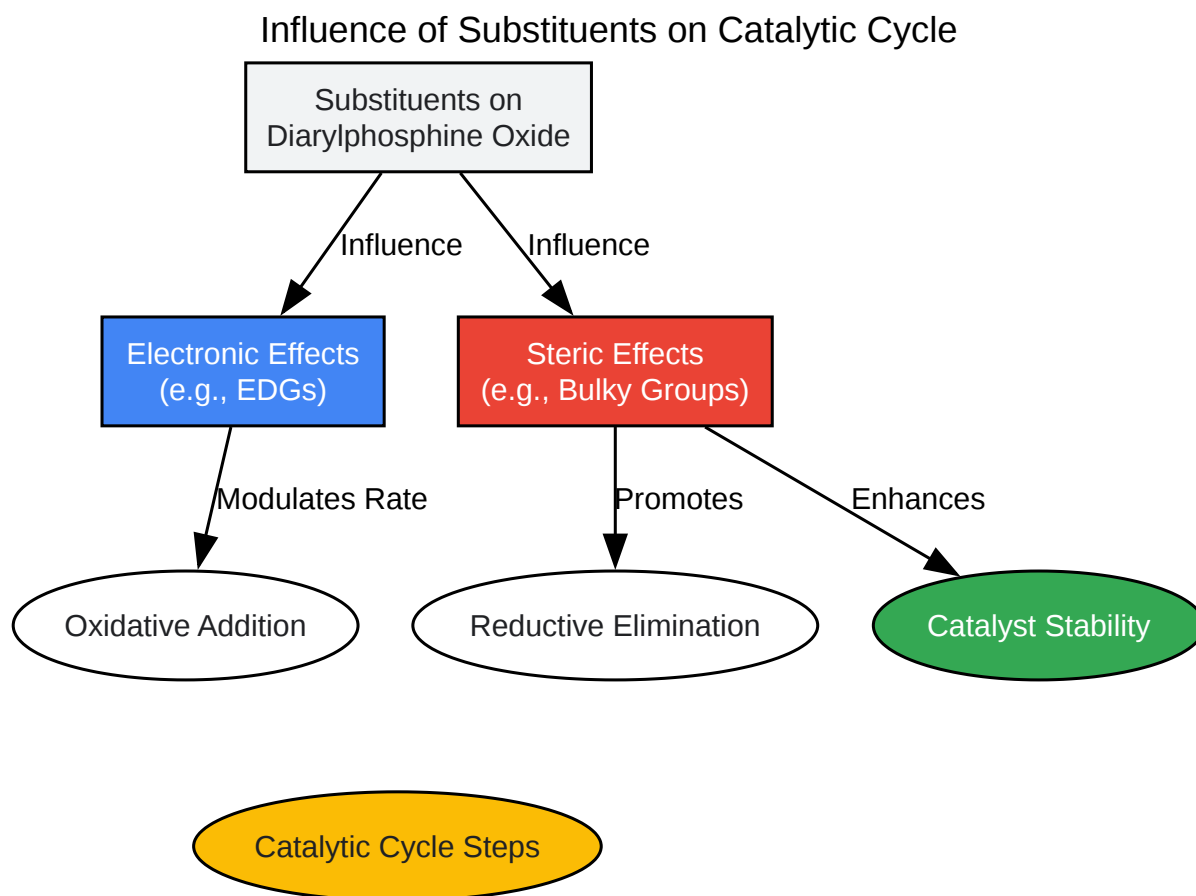 Influence of Substituents on Catalytic Cycle
Substituents on
Diarylphosphine Oxide
Influence
Influence
Electronic Effects
(e.g., EDGs)
Steric Effects
(e.g., Bulky Groups)
Modulates Rate
Promotes
Enhances
Oxidative Addition
Reductive Elimination
Catalyst Stability
Catalytic Cycle Steps